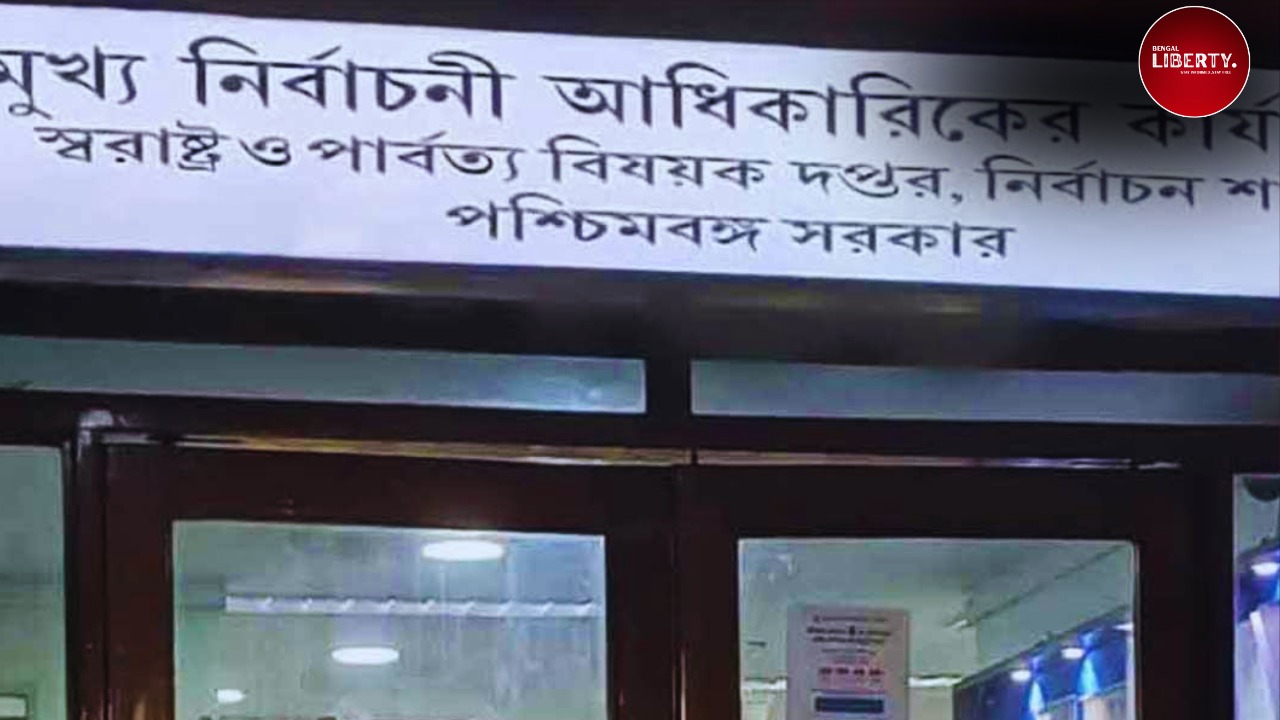 মুখ্য নির্বাচনী আধিকারিকের কার্য
স্বরাষ্ট্র ও পার্বত্য বিষয়ক দপ্তর, নির্বাচন শ
পশ্চিমবঙ্গ সরকার
BENGAL
LIBERTY.